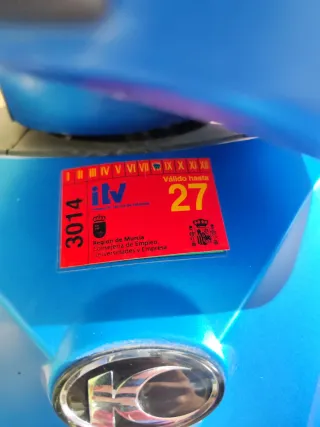 I II III IV V VI VII IX X XI XII
Válido hasta
itv
27
3014
Región de Murcia
Consejería de Empleo,
Universidades y Empresa